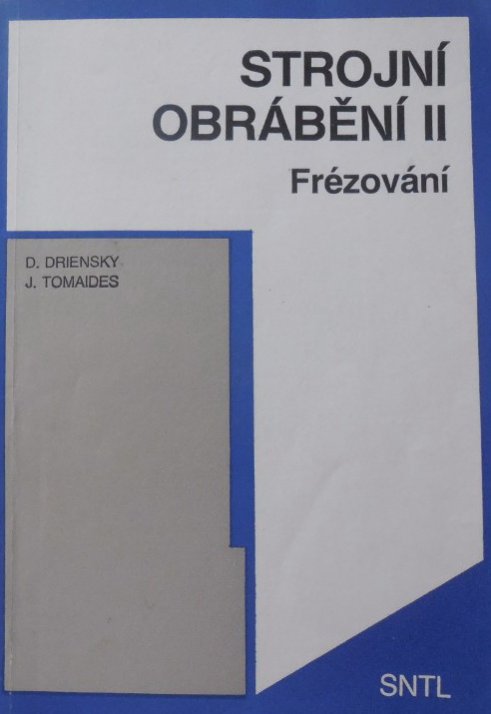 STROJNÍ
OBRÁBĚNÍ II
Frézování
D. DRIENSKY
J. TOMAIDES
SNTL